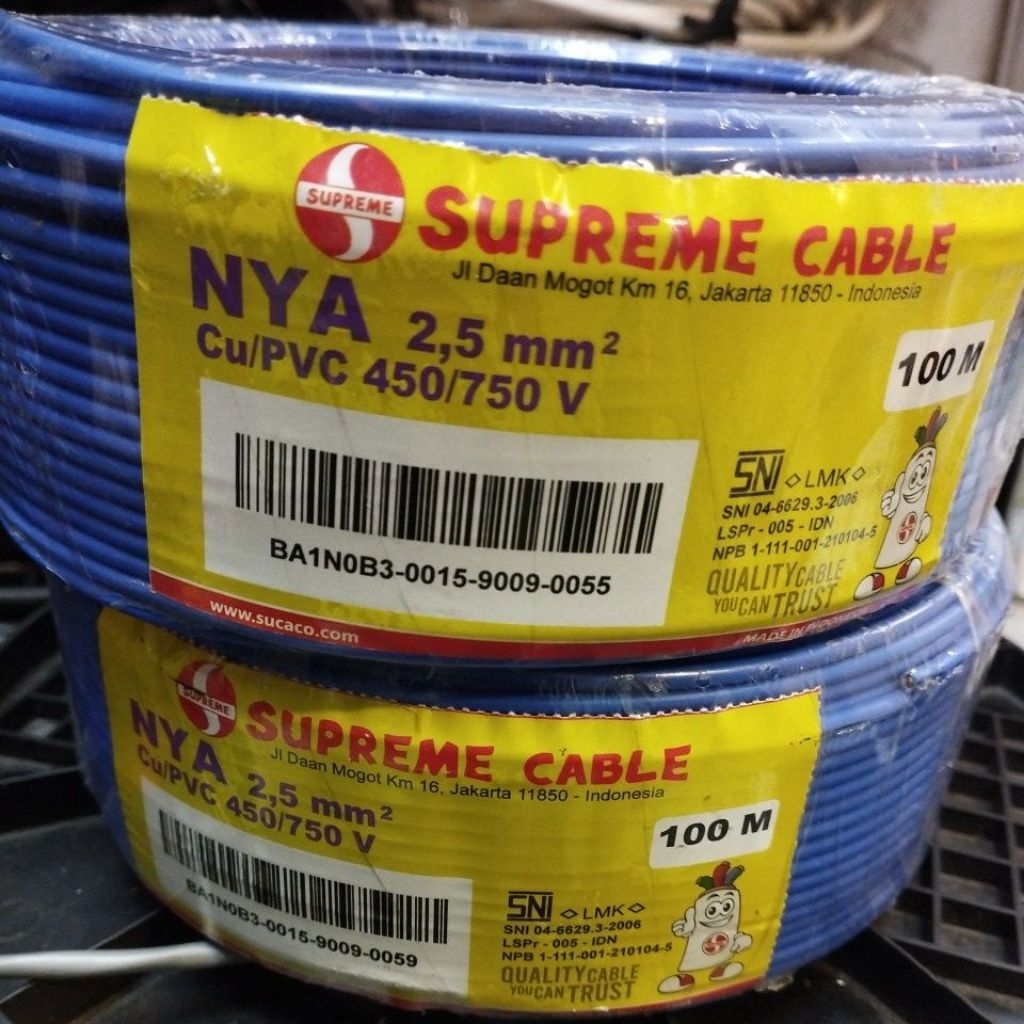 SUPREME
SUPREME CABLE
Jl Daan Mogot Km 16, Jakarta 11850 - Indonesia
NYA 2,5 mm²
Cu/PVC 450/750 V
100 M
BA1N0B3-0015-9009-0055
SNI LMK
SNI 04-6629.3-2006
LSPr - 005 - IDN
NPB 1-111-001-210104-5
QUALITY CABLE
YOU CAN TRUST
www.sucaco.com
MADE IN INDON
SUPREME
SUPREME CABLE
Jl Daan Mogot Km 16, Jakarta 11850 - Indonesia
NYA 2,5 mm²
Cu/PVC 450/750 V
100 M
BA1N0B3-0015-9009-0059
SNI LMK
SNI 04-6629.3-2006
LSPr - 005 - IDN
NPB 1-111-001-210104-5
QUALITY CABLE
YOU CAN TRUST